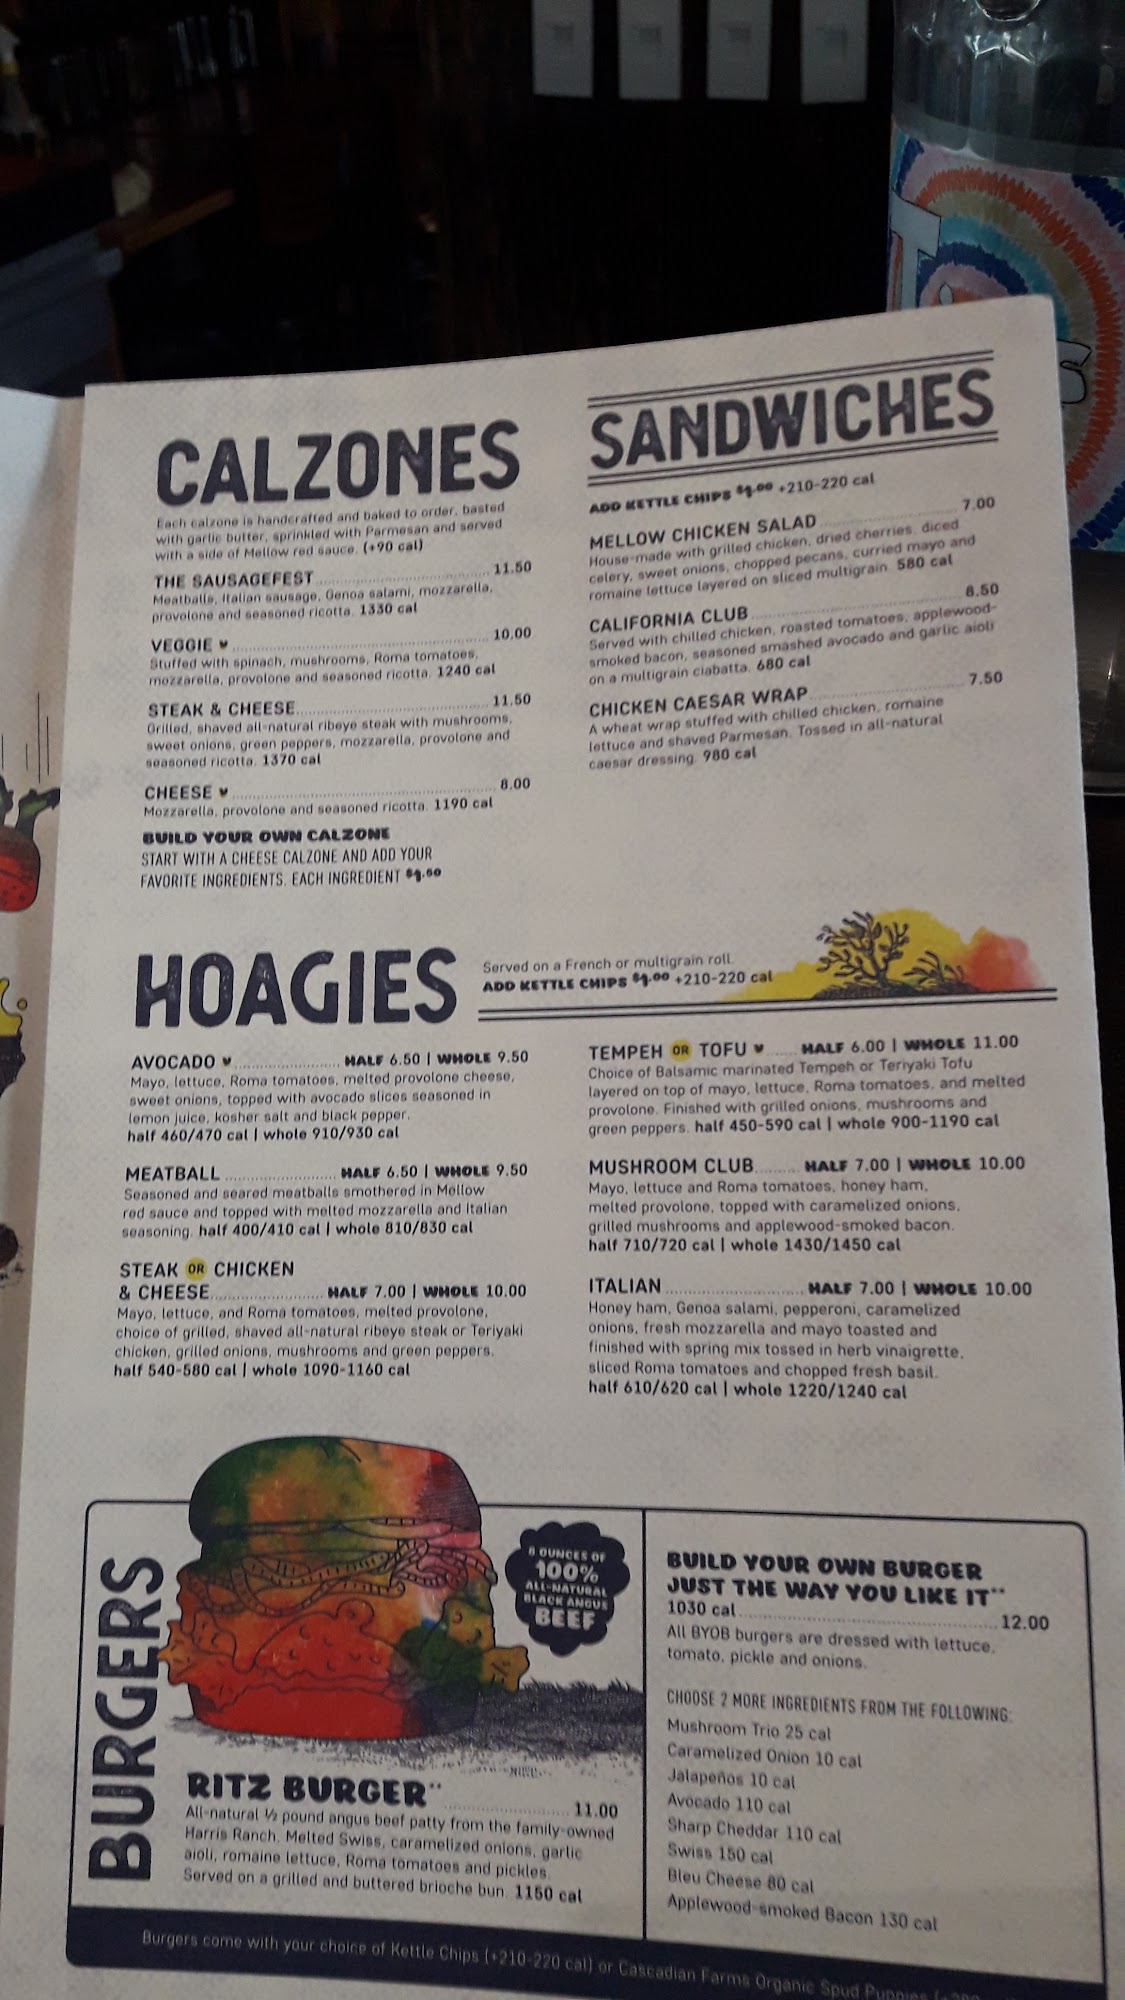 CALZONES
Each calzone is handcrafted and baked to order, basted
with garlic butter, sprinkled with Parmesan and served
with a side of Mellow red sauce. (+90 cal)
THE SAUSAGEFEST 11.50
Meatballs, Italian sausage, Genoa salami, mozzarella,
provolone and seasoned ricotta. 1330 cal
VEGGIE 10.00
Stuffed with spinach, mushrooms, Roma tomatoes,
mozzarella, provolone and seasoned ricotta. 1240 cal
STEAK & CHEESE 11.50
Grilled, shaved all-natural ribeye steak with mushrooms,
sweet onions, green peppers, mozzarella, provolone and
seasoned ricotta. 1370 cal
CHEESE 8.00
Mozzarella, provolone and seasoned ricotta. 1190 cal
BUILD YOUR OWN CALZONE
START WITH A CHEESE CALZONE AND ADD YOUR
FAVORITE INGREDIENTS. EACH INGREDIENT
SANDWICHES
ADD KETTLE CHIPS $1.00 +210-220 cal
MELLOW CHICKEN SALAD 7.00
House-made with grilled chicken, dried cherries, diced
celery, sweet onions, chopped pecans, curried mayo and
romaine lettuce layered on sliced multigrain. 580 cal
CALIFORNIA CLUB 8.50
Served with chilled chicken, roasted tomatoes, applewood-
smoked bacon, seasoned smashed avocado and garlic aioli
on a multigrain ciabatta. 680 cal
CHICKEN CAESAR WRAP 7.50
A wheat wrap stuffed with chilled chicken, romaine
lettuce and shaved Parmesan. Tossed in all-natural
caesar dressing. 980 cal
HOAGIES
Served on a French or multigrain roll.
ADD KETTLE CHIPS $1.00 +210-220 cal
AVOCADO HALF 6.50 | WHOLE 9.50
Mayo, lettuce, Roma tomatoes, melted provolone cheese,
sweet onions, topped with avocado slices seasoned in
lemon juice, kosher salt and black pepper.
half 460/470 cal | whole 910/930 cal
MEATBALL HALF 6.50 | WHOLE 9.50
Seasoned and seared meatballs smothered in Mellow
red sauce and topped with melted mozzarella and Italian
seasoning. half 400/410 cal | whole 810/830 cal
STEAK OR CHICKEN
& CHEESE HALF 7.00 | WHOLE 10.00
Mayo, lettuce, and Roma tomatoes, melted provolone,
choice of grilled, shaved all-natural ribeye steak or Teriyaki
chicken, grilled onions, mushrooms and green peppers.
half 540-580 cal | whole 1090-1160 cal
TEMPEH OR TOFU HALF 6.00 | WHOLE 11.00
Choice of Balsamic marinated Tempeh or Teriyaki Tofu
layered on top of mayo, lettuce, Roma tomatoes, and melted
provolone. Finished with grilled onions, mushrooms and
green peppers. half 450-590 cal | whole 900-1190 cal
MUSHROOM CLUB HALF 7.00 | WHOLE 10.00
Mayo, lettuce and Roma tomatoes, honey ham,
melted provolone, topped with caramelized onions,
grilled mushrooms and applewood-smoked bacon.
half 710/720 cal | whole 1430/1450 cal
ITALIAN HALF 7.00 | WHOLE 10.00
Honey ham, Genoa salami, pepperoni, caramelized
onions, fresh mozzarella and mayo toasted and
finished with spring mix tossed in herb vinaigrette,
sliced Roma tomatoes and chopped fresh basil.
half 610/620 cal | whole 1220/1240 cal
BURGERS
8 OUNCES OF
100%
ALL-NATURAL
BLACK ANGUS
BEEF
RITZ BURGER** 11.00
All-natural ½ pound angus beef patty from the family-owned
Harris Ranch. Melted Swiss, caramelized onions, garlic
aioli, romaine lettuce, Roma tomatoes and pickles.
Served on a grilled and buttered brioche bun. 1150 cal
BUILD YOUR OWN BURGER
JUST THE WAY YOU LIKE IT**
1030 cal 12.00
All BYOB burgers are dressed with lettuce,
tomato, pickle and onions.
CHOOSE 2 MORE INGREDIENTS FROM THE FOLLOWING:
Mushroom Trio 25 cal
Caramelized Onion 10 cal
Jalapeños 10 cal
Avocado 110 cal
Sharp Cheddar 110 cal
Swiss 150 cal
Bleu Cheese 80 cal
Applewood-smoked Bacon 130 cal
Burgers come with your choice of Kettle Chips (+210-220 cal) or Cascadian Farms Organic Spud Puppies